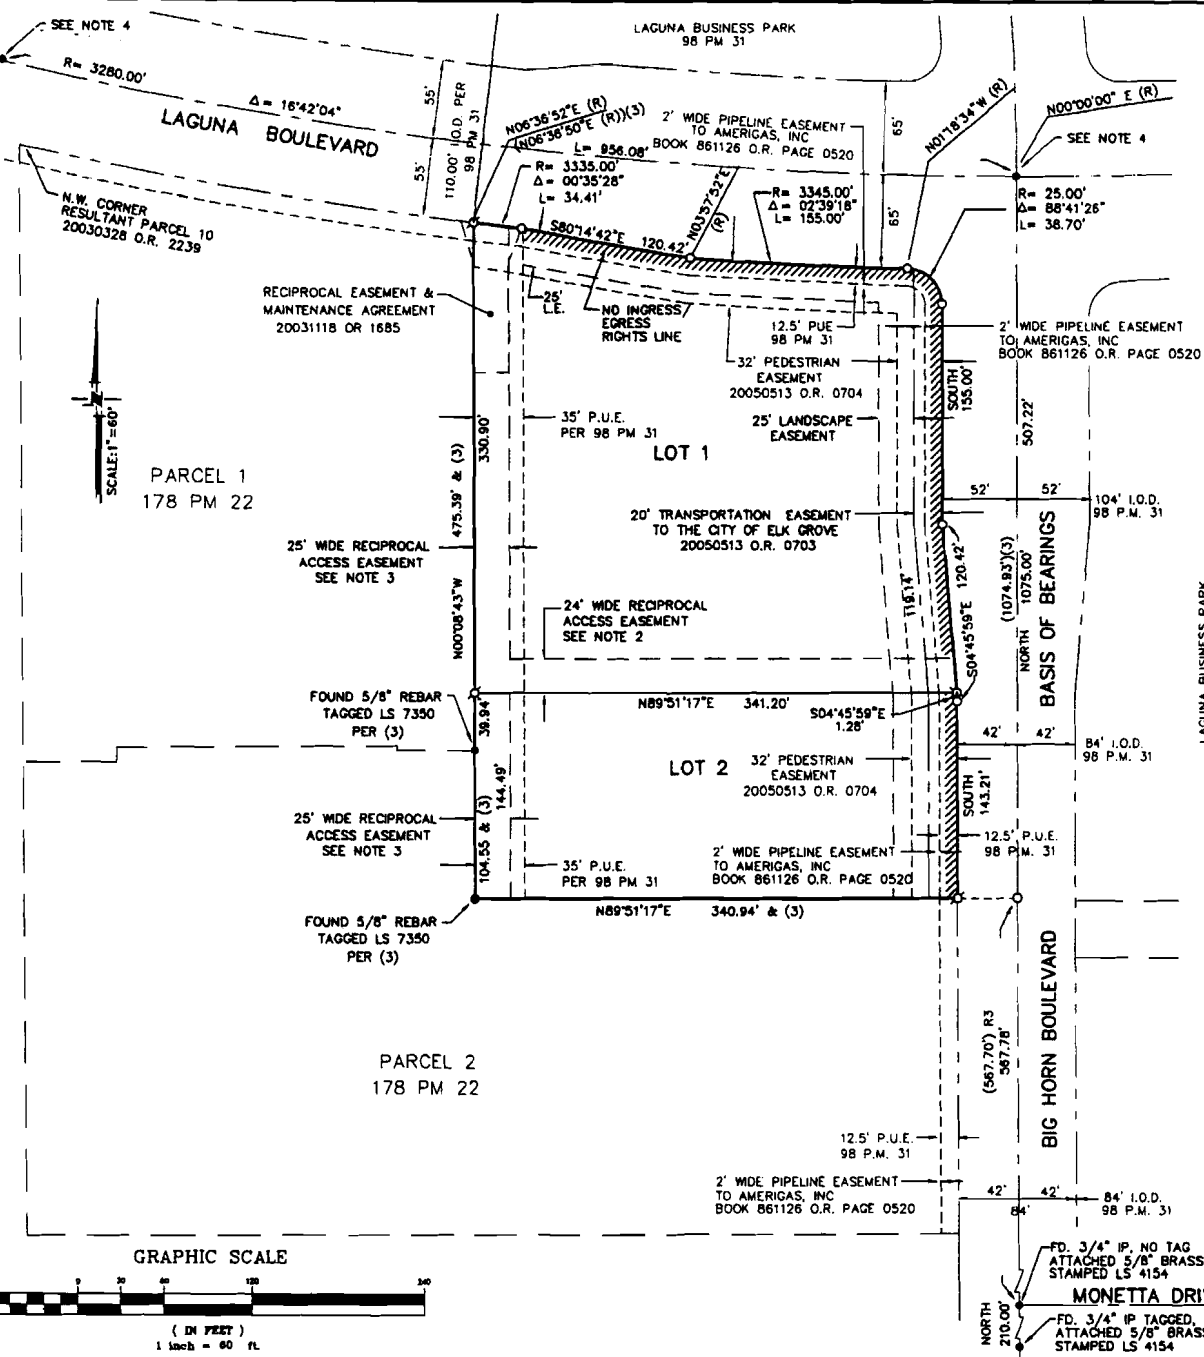 SEE NOTE 4
LAGUNA BUSINESS PARK
98 PM 31
R= 3280.00'
Δ= 16°42'04"
LAGUNA BOULEVARD
55'
55'
110.00' I.O.D. PER
98 PM 31
N06°36'52"E (R)
(N06°36'50"E (R))(3)
L= 956.08'
R= 3335.00'
Δ= 00°35'28"
L= 34.41'
2' WIDE PIPELINE EASEMENT
TO AMERIGAS, INC
BOOK 861126 O.R. PAGE 0520
65'
65'
N01°18'34"W (R)
N00°00'00" E (R)
SEE NOTE 4
N03°57'52"E
(R)
R= 3345.00'
Δ= 02°39'18"
L= 155.00'
R= 25.00'
Δ= 88°41'26"
L= 38.70'
N.W. CORNER
RESULTANT PARCEL 10
20030328 O.R. 2239
S80°14'42"E 120.42'
RECIPROCAL EASEMENT &
MAINTENANCE AGREEMENT
20031118 OR 1685
25'
L.E.
NO INGRESS/
EGRESS
RIGHTS LINE
12.5' PUE
98 PM 31
2' WIDE PIPELINE EASEMENT
TO AMERIGAS, INC
BOOK 861126 O.R. PAGE 0520
32' PEDESTRIAN
EASEMENT
20050513 O.R. 0704
SOUTH
155.00'
507.22'
N
SCALE: 1"=60'
PARCEL 1
178 PM 22
35' P.U.E.
PER 98 PM 31
25' LANDSCAPE
EASEMENT
LOT 1
330.90'
475.39' & (3)
N00°08'43"W
52' 52'
104' I.O.D.
98 P.M. 31
20' TRANSPORTATION EASEMENT
TO THE CITY OF ELK GROVE
20050513 O.R. 0703
25' WIDE RECIPROCAL
ACCESS EASEMENT
SEE NOTE 3
120.42'
S04°45'59"E
119.14'
24' WIDE RECIPROCAL
ACCESS EASEMENT
SEE NOTE 2
(1074.93')(3)
NORTH 1075.00'
BASIS OF BEARINGS
LAGUNA BUSINESS PARK
FOUND 5/8" REBAR
TAGGED LS 7350
PER (3)
39.94'
N89°51'17"E 341.20'
S04°45'59"E
1.28'
42' 42'
84' I.O.D.
98 P.M. 31
LOT 2
32' PEDESTRIAN
EASEMENT
20050513 O.R. 0704
SOUTH
143.21'
144.49'
104.55 & (3)
25' WIDE RECIPROCAL
ACCESS EASEMENT
SEE NOTE 3
35' P.U.E.
PER 98 PM 31
2' WIDE PIPELINE EASEMENT
TO AMERIGAS, INC
BOOK 861126 O.R. PAGE 0520
12.5' P.U.E.
98 P.M. 31
FOUND 5/8" REBAR
TAGGED LS 7350
PER (3)
N89°51'17"E 340.94' & (3)
BIG HORN BOULEVARD
(567.70') R3
567.78'
PARCEL 2
178 PM 22
12.5' P.U.E.
98 P.M. 31
2' WIDE PIPELINE EASEMENT
TO AMERIGAS, INC
BOOK 861126 O.R. PAGE 0520
42' 42'
84'
84' I.O.D.
98 P.M. 31
GRAPHIC SCALE
0 30 60 120 240
( IN FEET )
1 inch = 60 ft.
FD. 3/4" IP, NO TAG
ATTACHED 5/8" BRASS
STAMPED LS 4154
MONETTA DRI
NORTH
210.00'
FD. 3/4" IP TAGGED,
ATTACHED 5/8" BRASS
STAMPED LS 4154